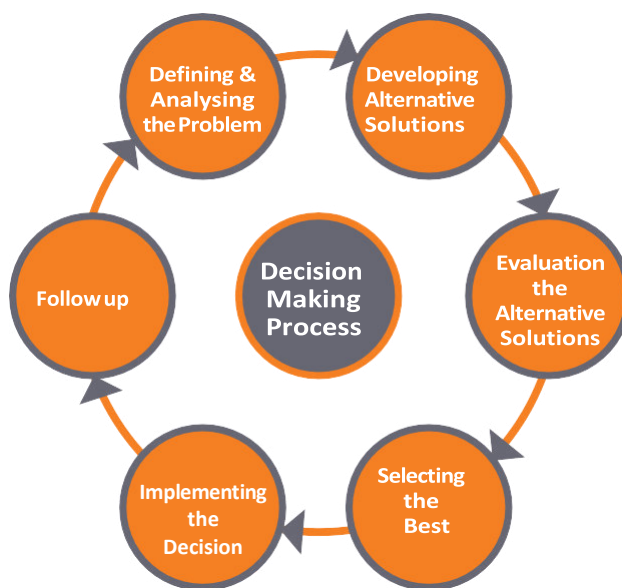 Defining &
Analysing
the Problem
Developing
Alternative
Solutions
Evaluation
the
Alternative
Solutions
Selecting
the
Best
Implementing
the
Decision
Follow up
Decision
Making
Process